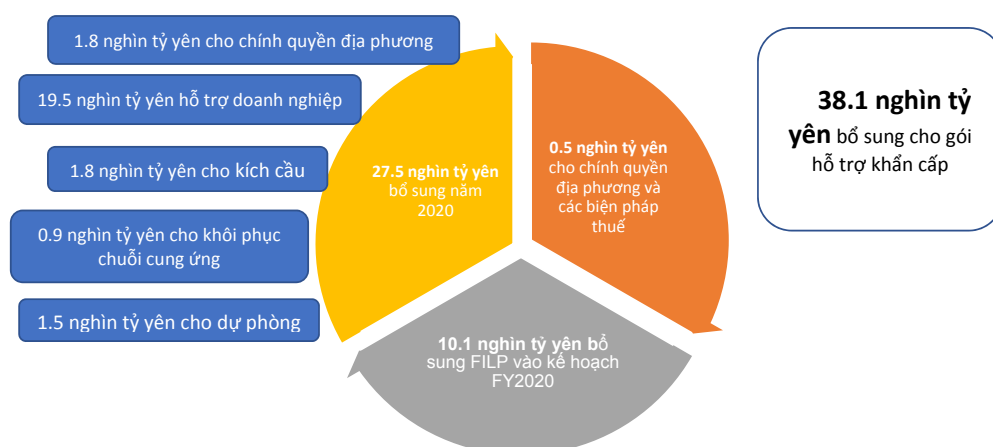 1.8 nghìn tỷ yên cho chính quyền địa phương
19.5 nghìn tỷ yên hỗ trợ doanh nghiệp
1.8 nghìn tỷ yên cho kích cầu
0.9 nghìn tỷ yên cho khôi phục
chuỗi cung ứng
1.5 nghìn tỷ yên cho dự phòng
27.5 nghìn tỷ yên
bổ sung năm
2020
0.5 nghìn tỷ yên
cho chính quyền
địa phương và
các biện pháp
thuế
10.1 nghìn tỷ yên bổ
sung FILP vào kế hoạch
FY2020
38.1 nghìn tỷ
yên bổ sung cho gói
hỗ trợ khẩn cấp